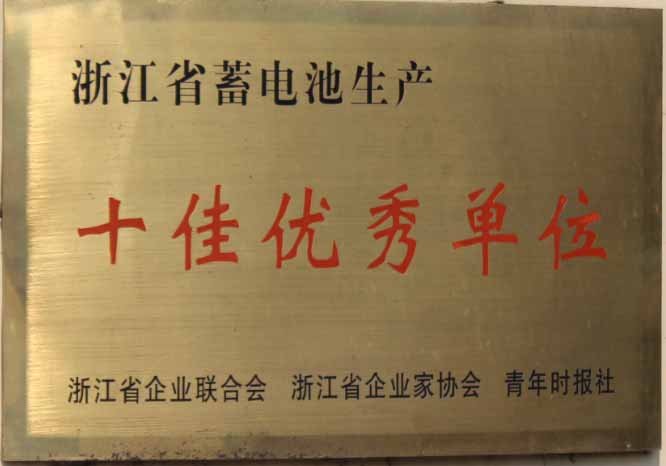 浙江省蓄电池生产
十佳优秀单位
浙江省企业联合会 浙江省企业家协会 青年时报社